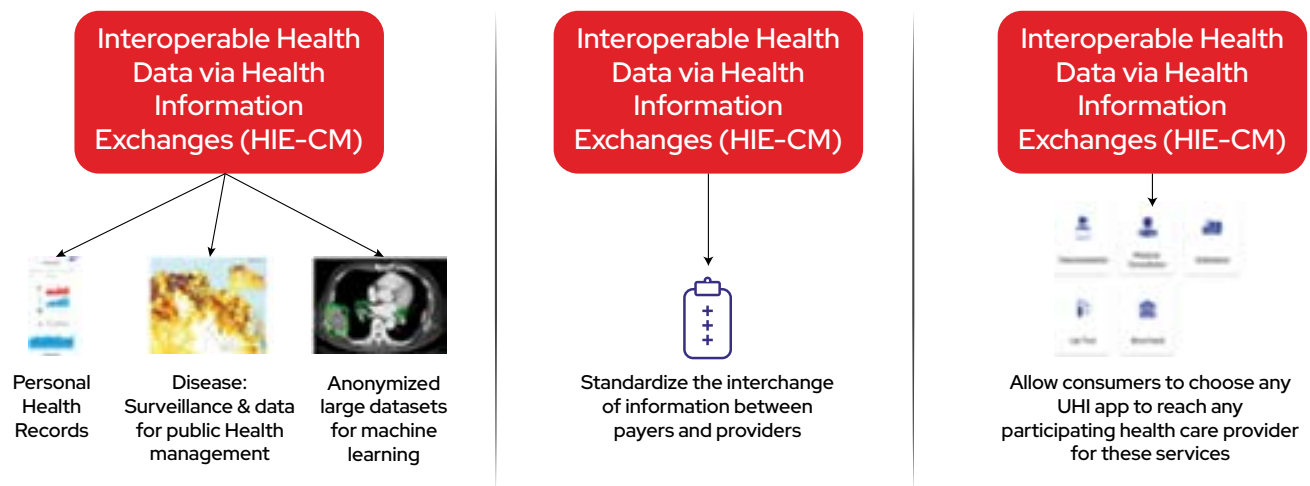 Interoperable Health
Data via Health
Information
Exchanges (HIE-CM)
Personal
Health
Records
Disease:
Surveillance & data
for public Health
management
Anonymized
large datasets
for machine
learning
Interoperable Health
Data via Health
Information
Exchanges (HIE-CM)
Standardize the interchange
of information between
payers and providers
Interoperable Health
Data via Health
Information
Exchanges (HIE-CM)
Lab Test
Allow consumers to choose any
UHI app to reach any
participating health care provider
for these services